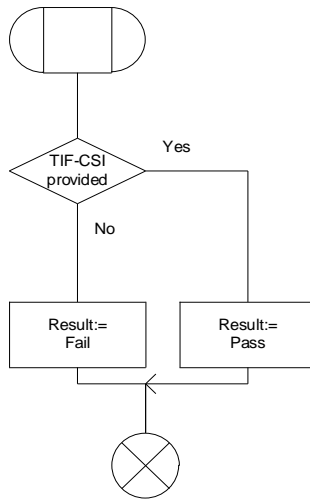 TIF-CSI
provided
Yes
No
Result:=
Fail
Result:=
Pass